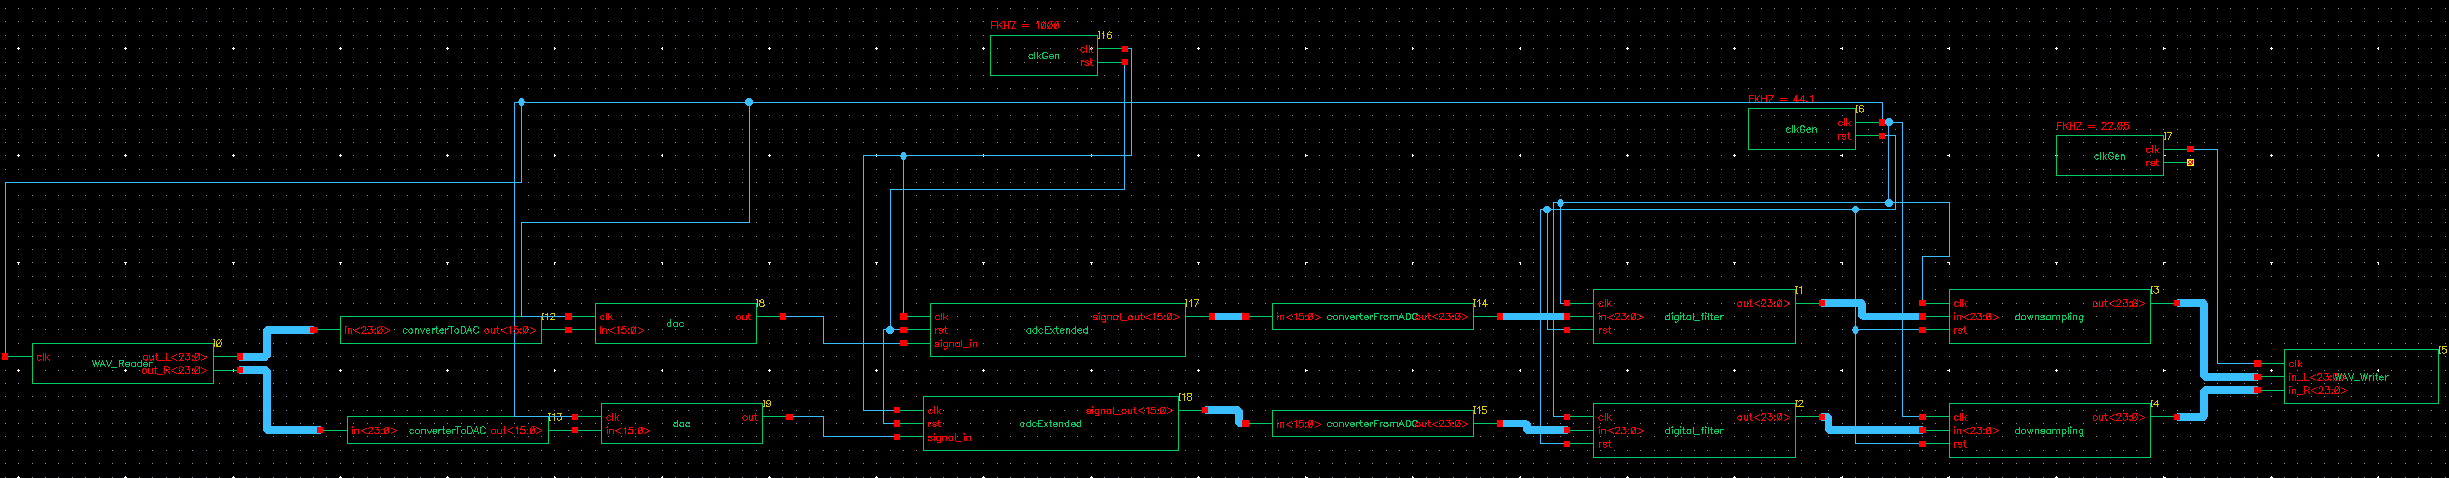 FKHZ = 1000
I16
clkGen
clk
rst
FKHZ = 44.1
I6
clkGen
clk
rst
FKHZ = 22.05
I7
clkGen
clk
rst
I0
clk
WAV_Reader
out_L<23:0>
out_R<23:0>
I12
in<23:0> converterToDAC out<15:0>
I13
in<23:0> converterToDAC out<15:0>
I8
clk
in<15:0>
dac
out
I9
clk
in<15:0>
dac
out
I17
clk
rst
signal_in
adcExtended
signal_out<15:0>
I18
clk
rst
signal_in
adcExtended
signal_out<15:0>
I14
in<15:0> converterFromADC out<23:0>
I15
in<15:0> converterFromADC out<23:0>
I1
clk
in<23:0>
rst
digital_filter
out<23:0>
I2
clk
in<23:0>
rst
digital_filter
out<23:0>
I3
clk
in<23:0>
rst
downsampling
out<23:0>
I4
clk
in<23:0>
rst
downsampling
out<23:0>
I5
clk
in_L<23:0>
in_R<23:0>
WAV_Writer